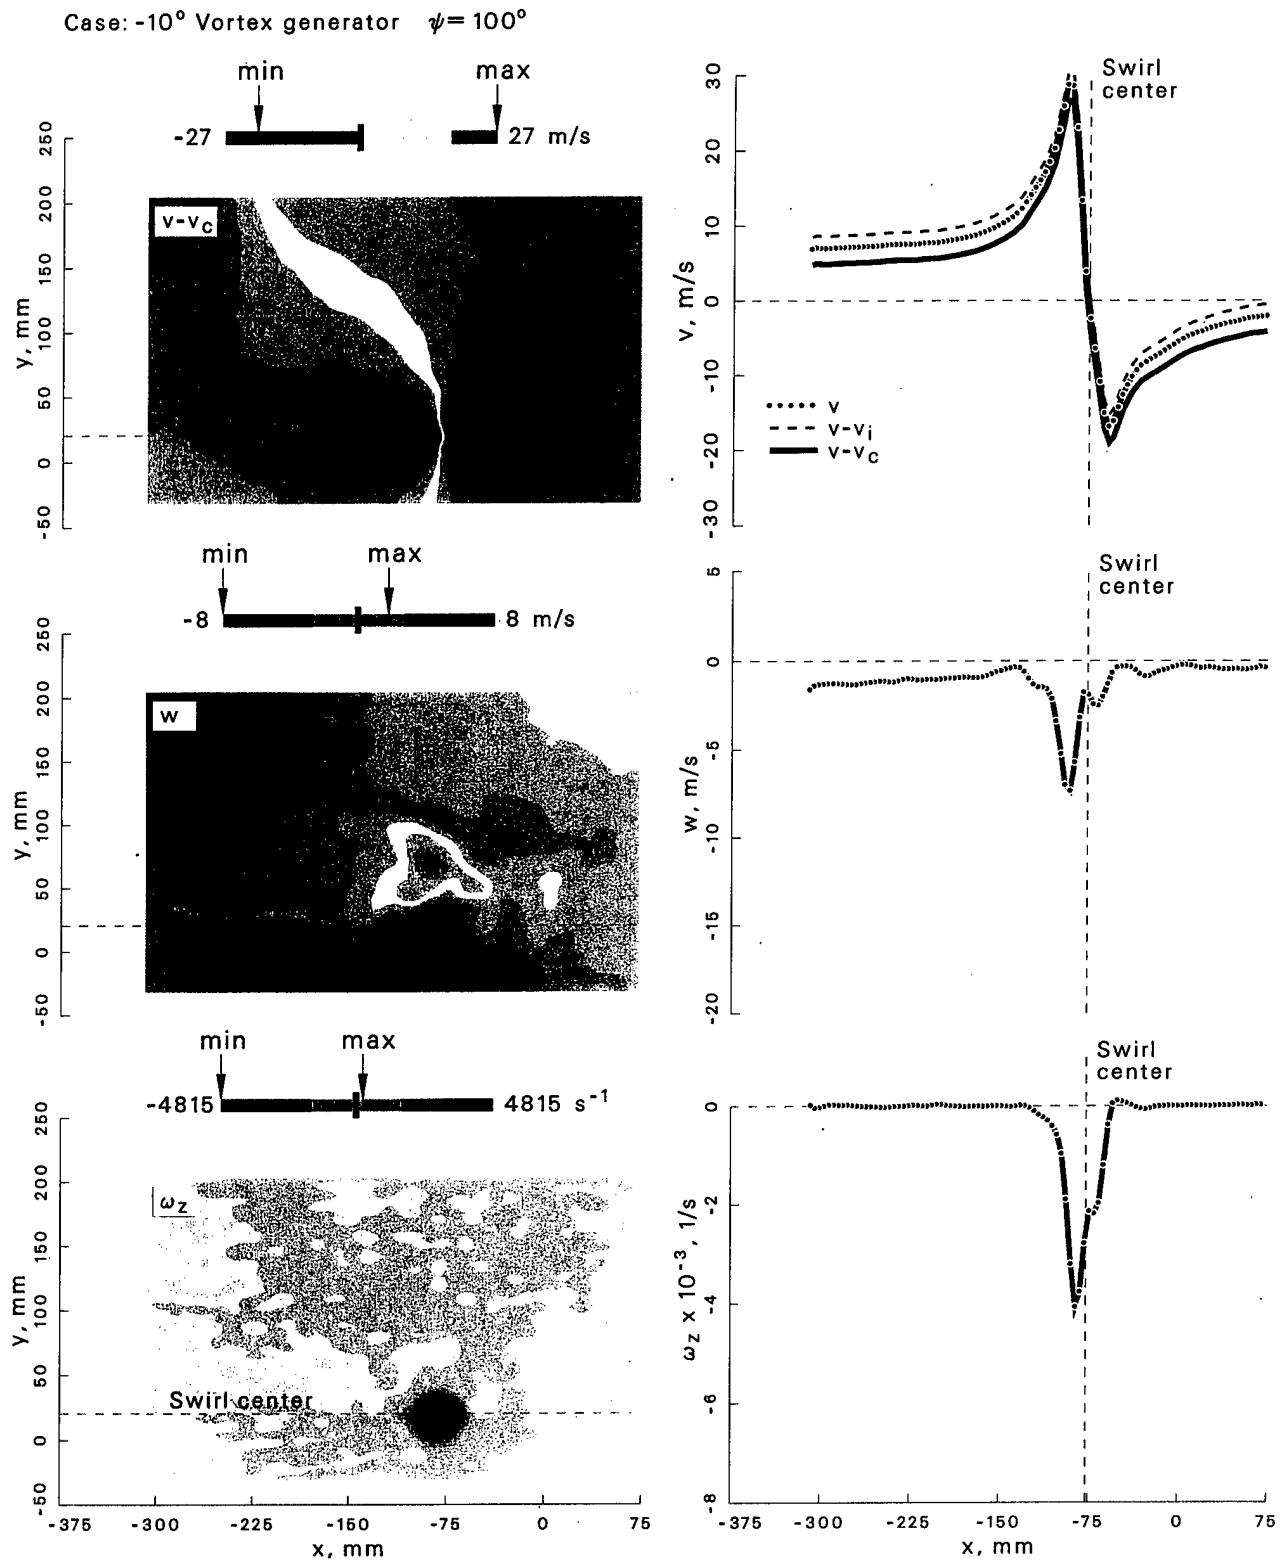 Case: -10° Vortex generator ψ= 100°
min
max
-27
27 m/s
250
200
150
100
50
0
-50
y, mm
v-vc
min
max
-8
8 m/s
250
200
150
100
50
0
-50
y, mm
w
min
max
-4815
4815 s⁻¹
250
200
150
100
50
0
-50
y, mm
ωz
Swirl center
-375
-300
-225
-150
-75
0
75
x, mm
30
20
10
0
-10
-20
-30
v, m/s
Swirl
center
v
v-vi
v-vc
5
0
-5
-10
-15
-20
w, m/s
Swirl
center
0
-2
-4
-6
-8
ωz x 10⁻³, 1/s
Swirl
center
-375
-300
-225
-150
-75
0
75
x, mm